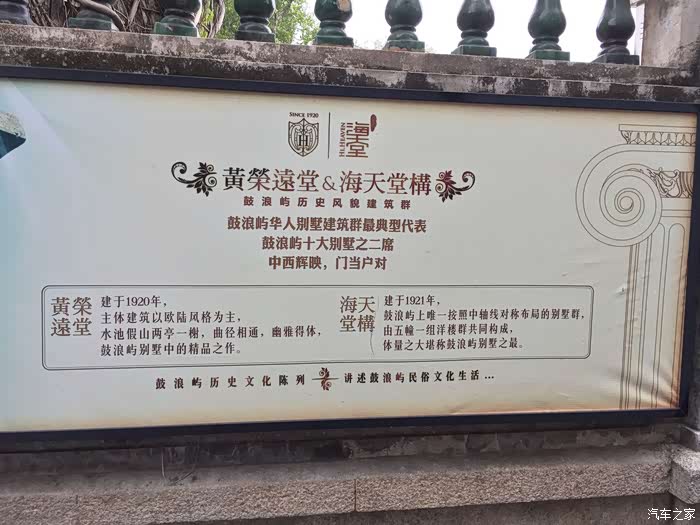 SINCE 1920
海堂
黃榮遠堂&海天堂構
鼓浪屿历史风貌建筑群
鼓浪屿华人别墅建筑群最典型代表
鼓浪屿十大别墅之二席
中西辉映，门当户对
黃榮遠堂
建于1920年，
主体建筑以欧陆风格为主，
水池假山两亭一榭，曲径相通，幽雅得体，
鼓浪屿别墅中的精品之作。
海天堂構
建于1921年，
鼓浪屿上唯一按照中轴线对称布局的别墅群，
由五幢一组洋楼群共同构成，
体量之大堪称鼓浪屿别墅之最。
鼓浪屿历史文化陈列
讲述鼓浪屿民俗文化生活...
汽车之家